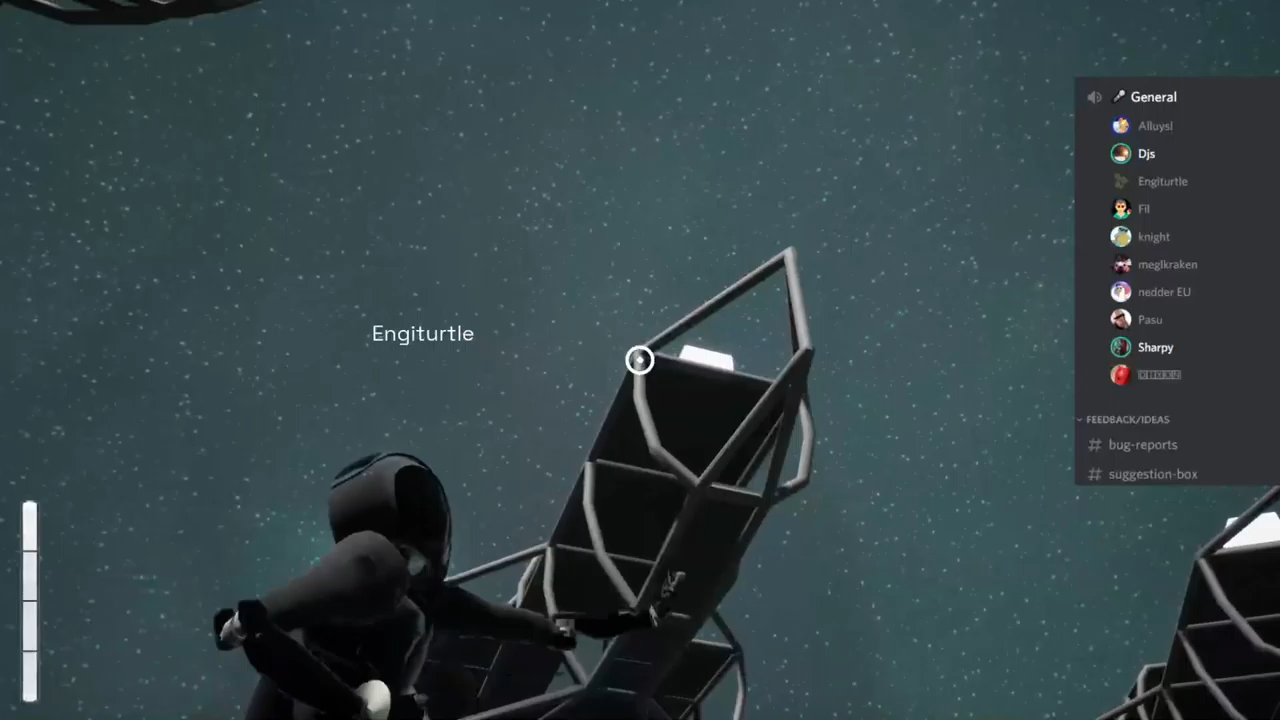 General
Alluysl
Djs
Engiturtle
Engiturtle
Fil
knight
meglkraken
nedder EU
Pasu
Sharpy
FEEDBACK/IDEAS
# bug-reports
# suggestion-box